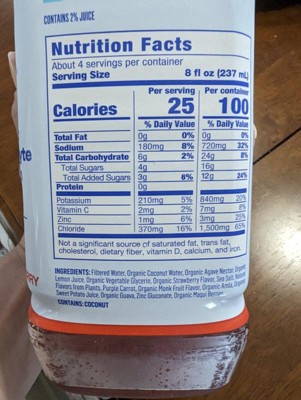 CONTAINS 2% JUICE
Nutrition Facts
About 4 servings per container
Serving Size 8 fl oz (237 mL)
Per serving Per container
Calories 25 100
% Daily Value % Daily Value
Total Fat 0g 0% 0g 0%
Sodium 180mg 8% 720mg 32%
Total Carbohydrate 6g 2% 24g 8%
Total Sugars 4g 16g
Total Added Sugars 3g 6% 12g 24%
Protein 0g
Potassium 210mg 5% 840mg 20%
Vitamin C 2mg 2% 7mg 8%
Zinc 1mg 6% 3mg 25%
Chloride 370mg 16% 1,500mg 65%
Not a significant source of saturated fat, trans fat,
cholesterol, dietary fiber, vitamin D, calcium, and iron.
INGREDIENTS: Filtered Water, Organic Coconut Water, Organic Agave Nectar, Organic
Lemon Juice, Organic Vegetable Glycerin, Organic Strawberry Flavor, Sea Salt, Natural
Flavors from Plants, Purple Carrot, Organic Monk Fruit Flavor, Organic Amla, Organic
Sweet Potato Juice, Organic Guava, Zinc Gluconate, Organic Maqui Berries
CONTAINS: COCONUT